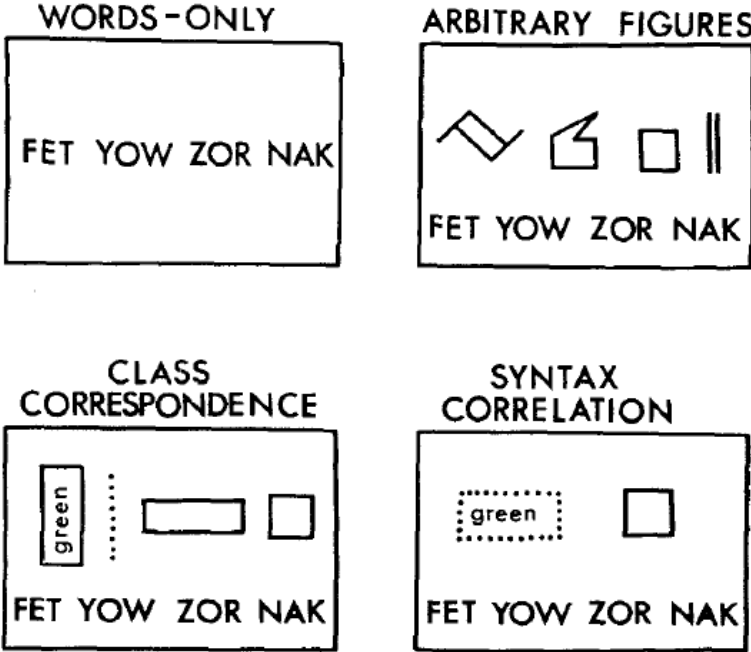 WORDS-ONLY
FET YOW ZOR NAK
ARBITRARY FIGURES
FET YOW ZOR NAK
CLASS
CORRESPONDENCE
green
FET YOW ZOR NAK
SYNTAX
CORRELATION
green
FET YOW ZOR NAK